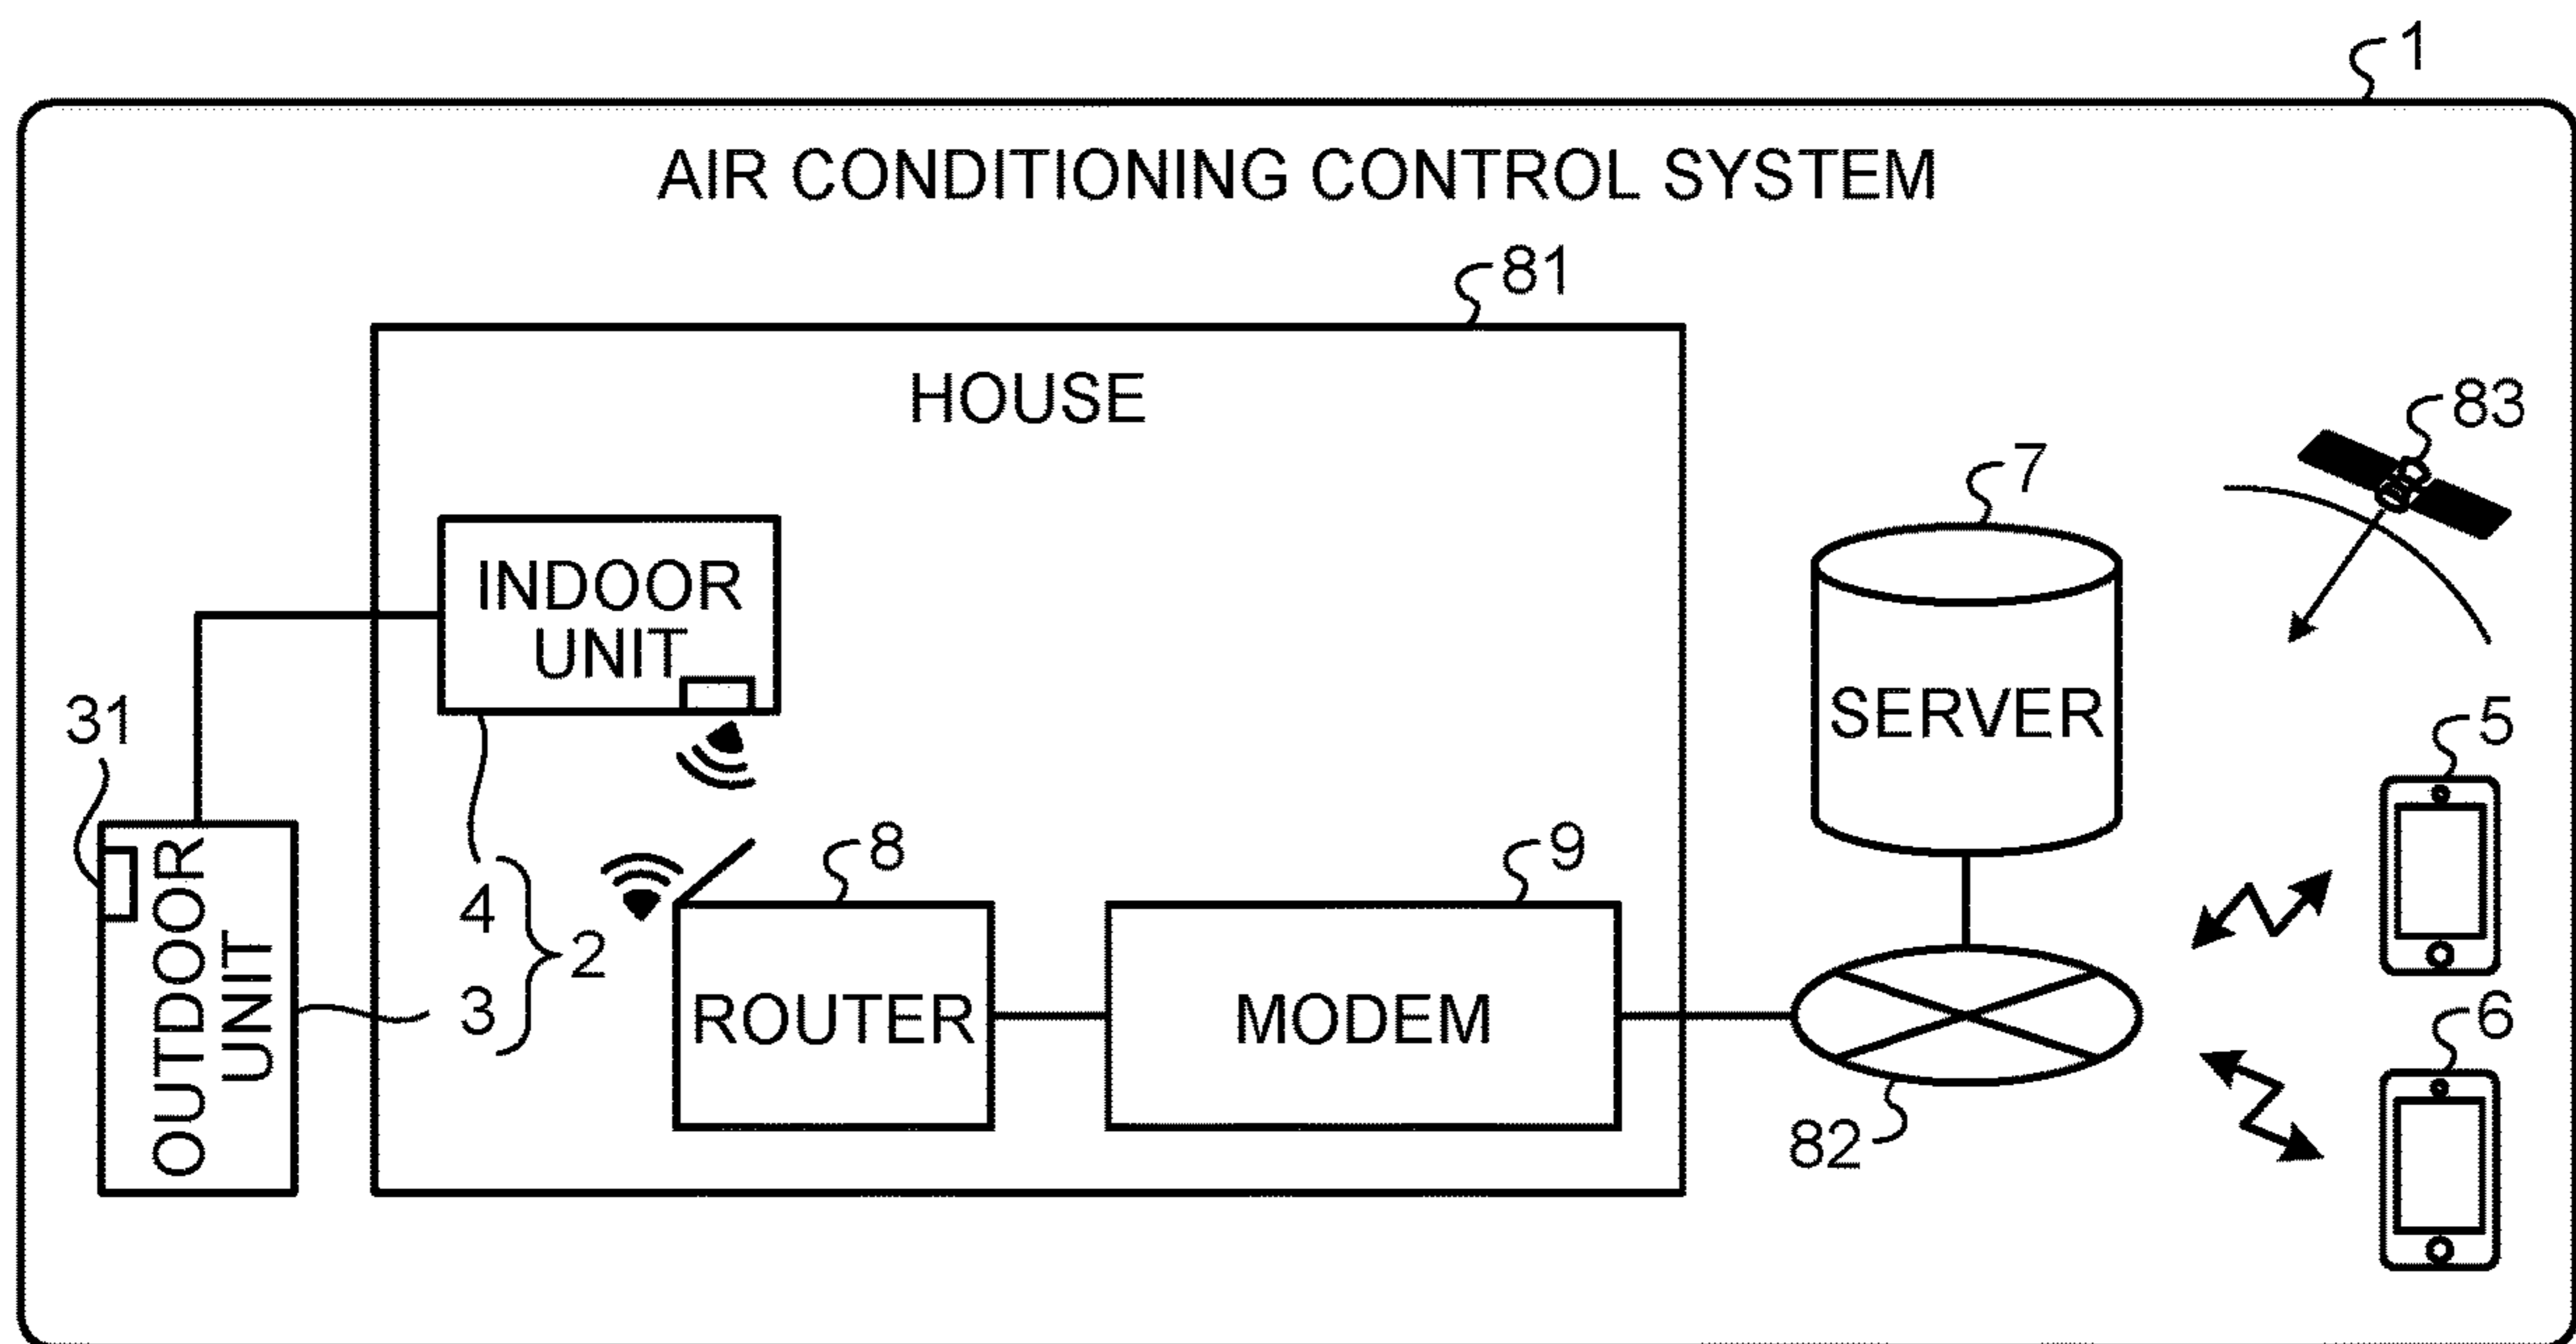 1
AIR CONDITIONING CONTROL SYSTEM
81
HOUSE
83
7
INDOOR
UNIT
SERVER
31
5
OUTDOOR
UNIT
4
3
2
8
9
ROUTER
MODEM
6
82